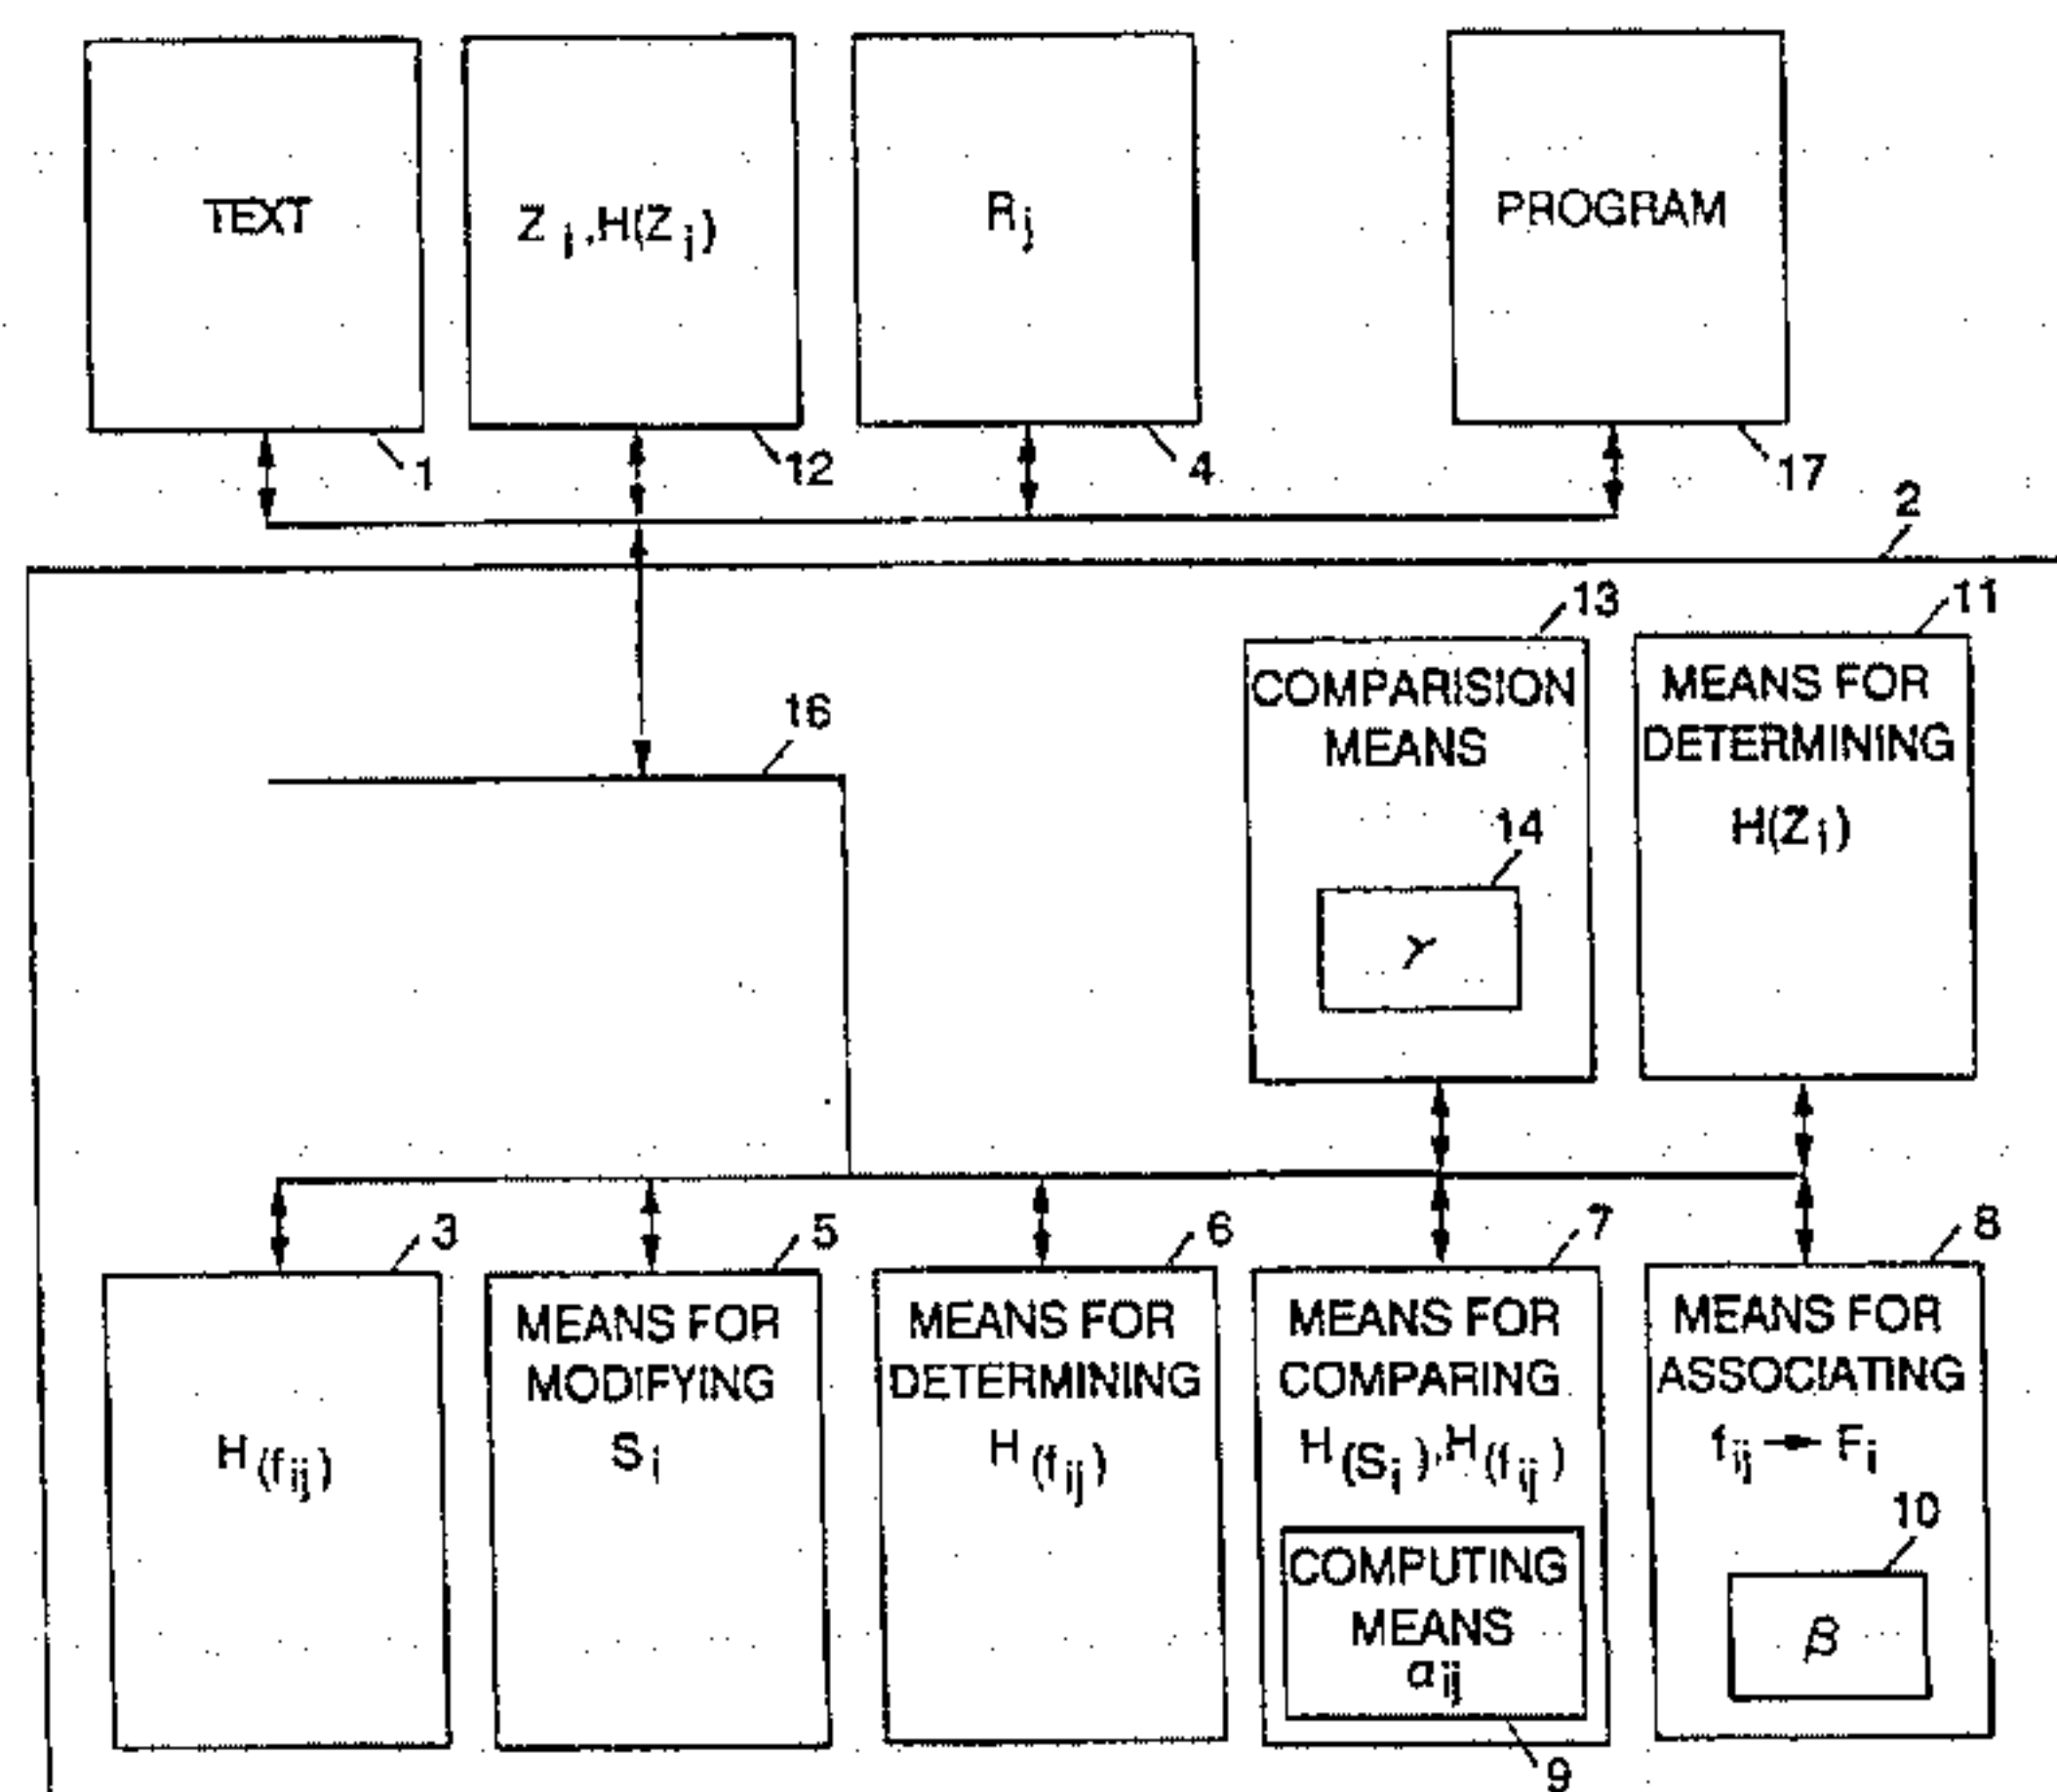 TEXT
Z i, H(Z j)
R j
PROGRAM
1
12
4
17
2
13
11
COMPARISION
MEANS
14
γ
MEANS FOR
DETERMINING
H(Z i)
16
3
5
6
7
8
H (f ij)
MEANS FOR
MODIFYING
S i
MEANS FOR
DETERMINING
H (f ij)
MEANS FOR
COMPARING
H (S i), H (f ij)
COMPUTING
MEANS
α ij
9
MEANS FOR
ASSOCIATING
f ij → F i
10
β